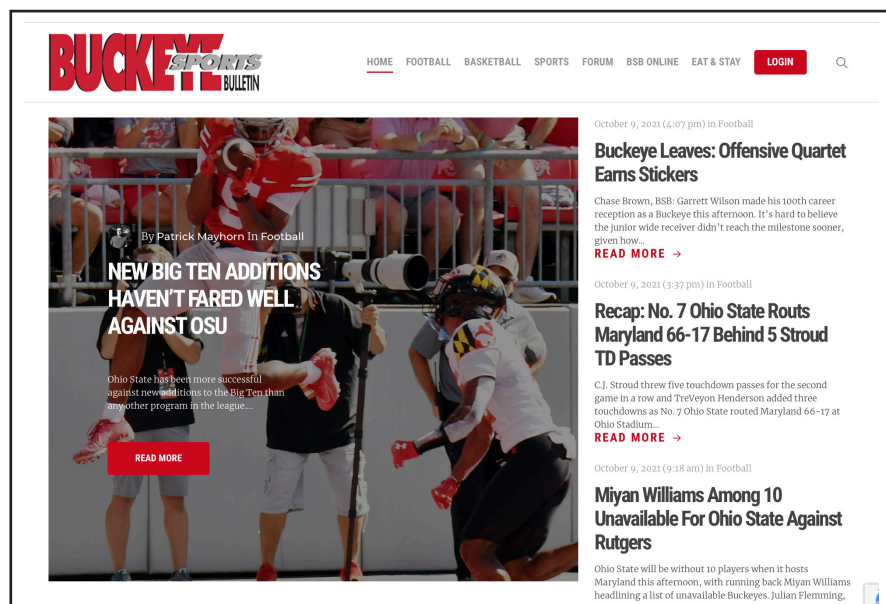 BUCKEYE
SPORTS
BULLETIN
HOME FOOTBALL BASKETBALL SPORTS FORUM BSB ONLINE EAT & STAY LOGIN
By Patrick Mayhorn In Football
NEW BIG TEN ADDITIONS
HAVEN'T FARED WELL
AGAINST OSU
Ohio State has been more successful
against new additions to the Big Ten than
any other program in the league....
READ MORE
October 9, 2021 (4:07 pm) in Football
Buckeye Leaves: Offensive Quartet
Earns Stickers
Chase Brown, BSB: Garrett Wilson made his 100th career
reception as a Buckeye this afternoon. It's hard to believe
the junior wide receiver didn't reach the milestone sooner,
given how...
READ MORE →
October 9, 2021 (3:37 pm) in Football
Recap: No. 7 Ohio State Routs
Maryland 66-17 Behind 5 Stroud
TD Passes
C.J. Stroud threw five touchdown passes for the second
game in a row and TreVeyon Henderson added three
touchdowns as No. 7 Ohio State routed Maryland 66-17 at
Ohio Stadium...
READ MORE →
October 9, 2021 (9:18 am) in Football
Miyan Williams Among 10
Unavailable For Ohio State Against
Rutgers
Ohio State will be without 10 players when it hosts
Maryland this afternoon, with running back Miyan Williams
headlining a list of unavailable Buckeyes. Julian Flemming,